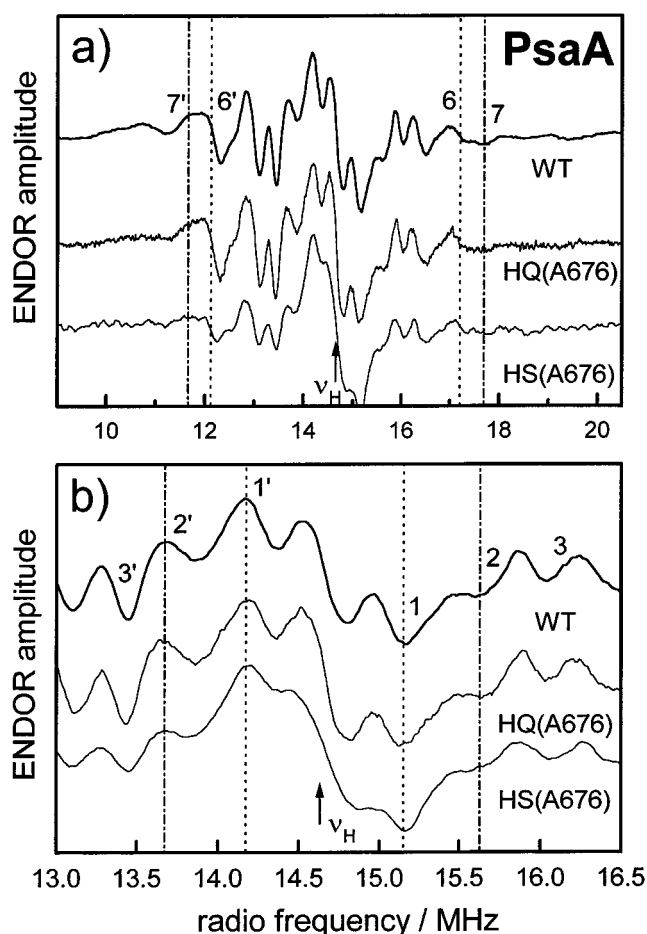 a) PsaA
ENDOR amplitude
7' 6' 6 7
WT
HQ(A676)
HS(A676)
νH
10 12 14 16 18 20
b)
ENDOR amplitude
3' 2' 1' 1 2 3
WT
HQ(A676)
HS(A676)
νH
13.0 13.5 14.0 14.5 15.0 15.5 16.0 16.5
radio frequency / MHz